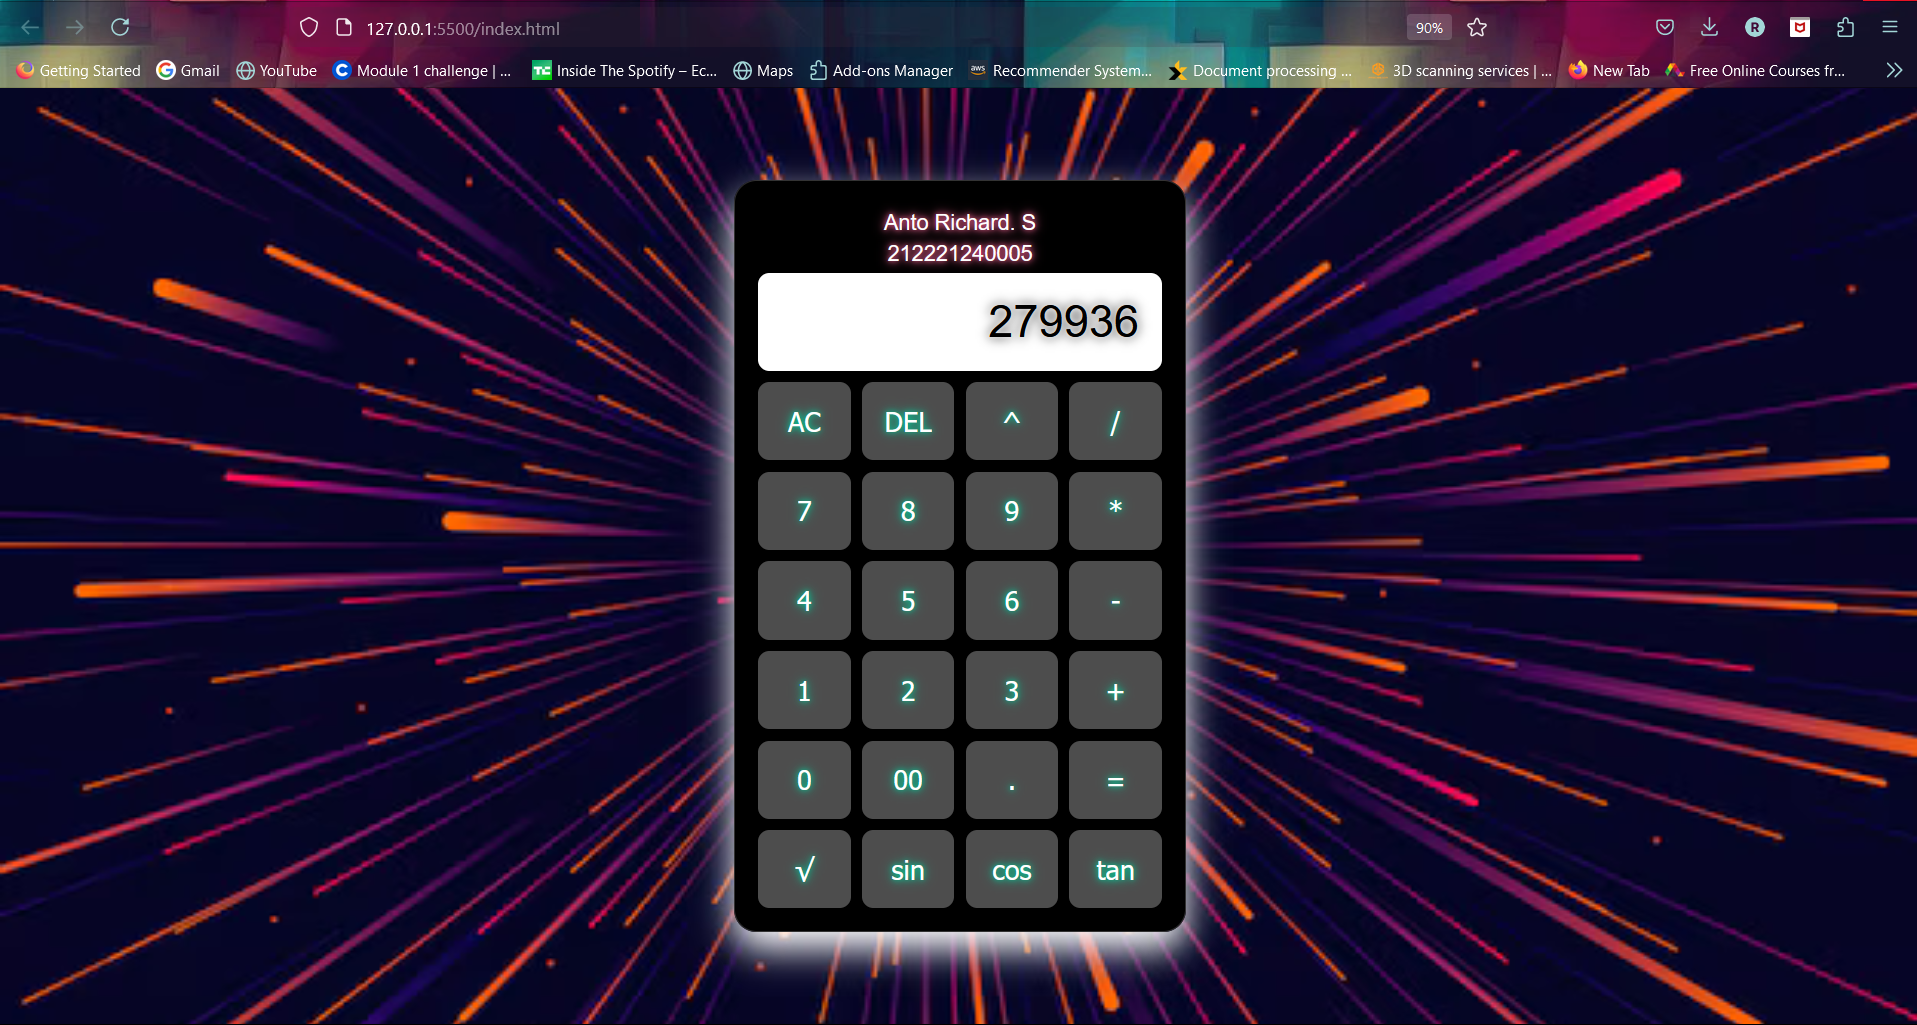 127.0.0.1:5500/index.html
90%
R
Getting Started
G Gmail
YouTube
C Module 1 challenge | ...
TC Inside The Spotify – Ec...
Maps
Add-ons Manager
aws Recommender System...
Document processing ...
3D scanning services | ...
New Tab
Free Online Courses fr...
Anto Richard. S
212221240005
279936
AC DEL ^ /
7 8 9 *
4 5 6 -
1 2 3 +
0 00 . =
√ sin cos tan